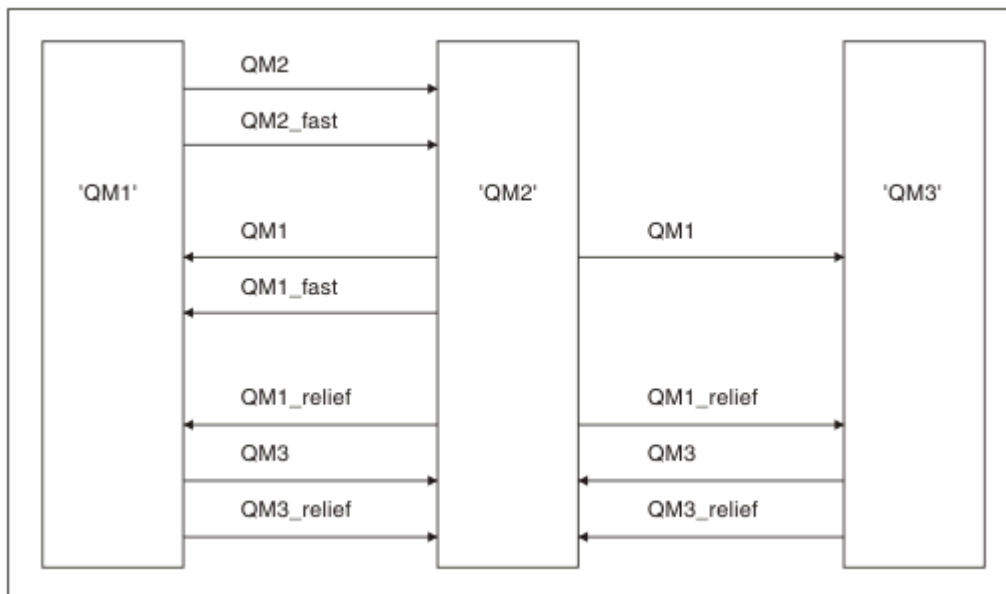 QM2
QM2_fast
'QM1' 'QM2' 'QM3'
QM1 QM1
QM1_fast
QM1_relief QM1_relief
QM3 QM3
QM3_relief QM3_relief